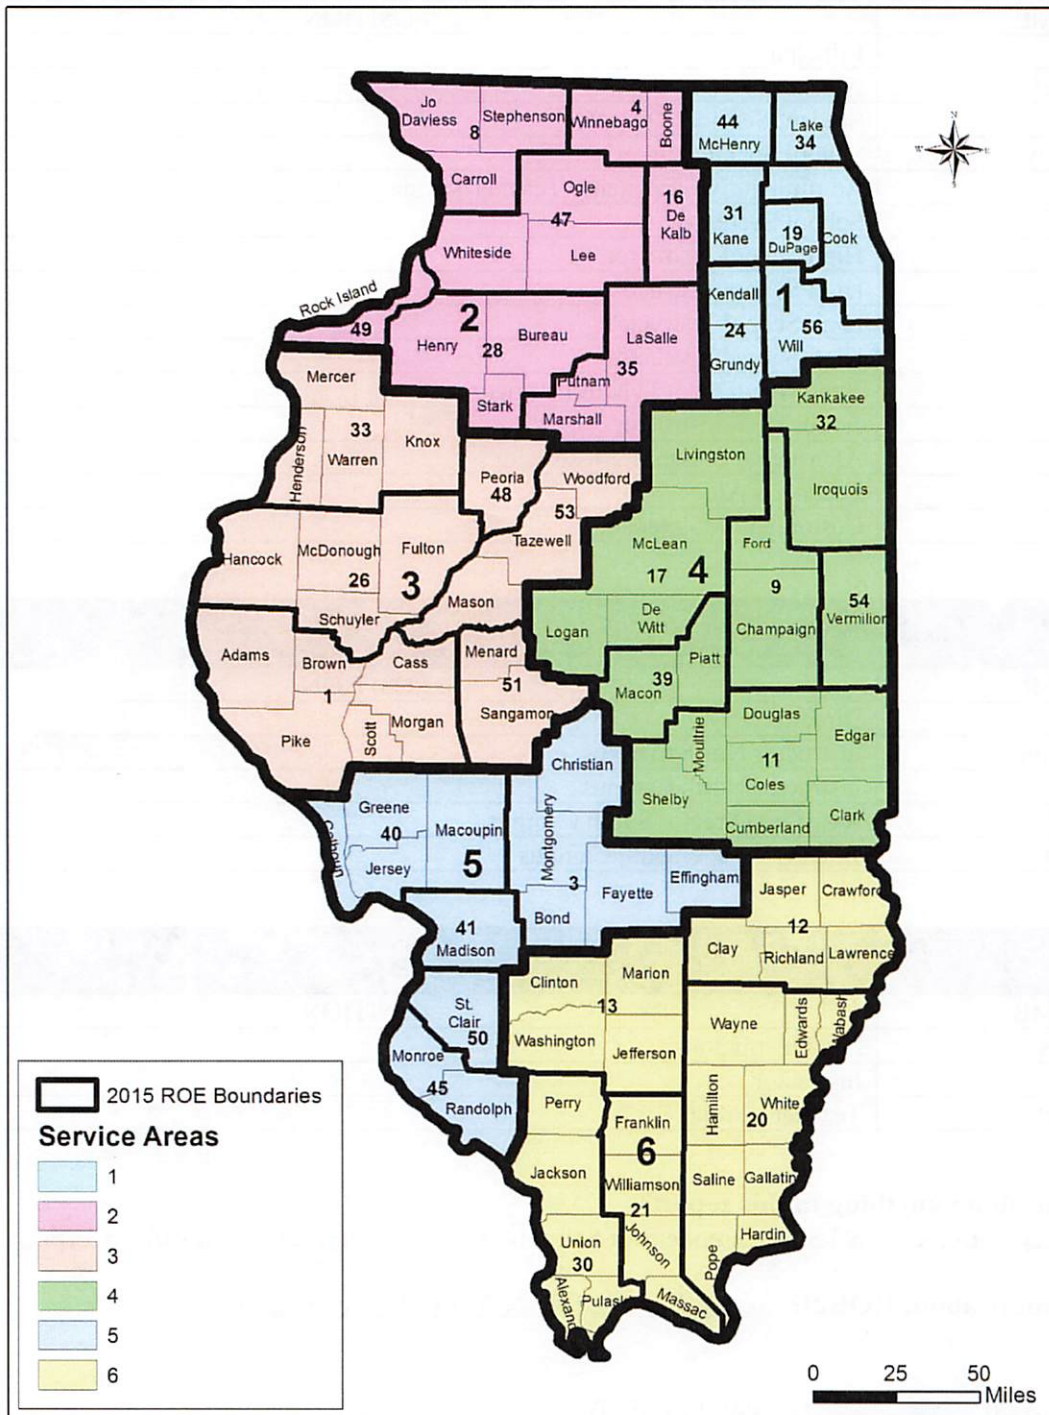 Jo
Daviess
8
Stephenson
4
Winnebago
Boone
44
McHenry
Lake
34
N
W
E
S
Carroll
Ogle
47
16
De
Kalb
31
Kane
19
DuPage
Cook
Whiteside
Lee
Rock Island
49
2
Henry
28
Bureau
LaSalle
35
Putnam
Stark
Marshall
Kendall
24
Grundy
1
56
Will
Mercer
33
Warren
Henderson
Knox
Peoria
48
Woodford
53
Tazewell
Livingston
Kankakee
32
Iroquois
Hancock
McDonough
26
Schuyler
Fulton
3
Mason
McLean
17
4
Ford
9
Champaign
54
Vermilion
Logan
De
Witt
Piatt
39
Macon
Adams
Brown
1
Pike
Cass
Scott
Morgan
Menard
51
Sangamon
Douglas
Edgar
Moultrie
11
Coles
Shelby
Cumberland
Clark
Christian
Greene
40
Jersey
Calhoun
Macoupin
5
Montgomery
3
Bond
Fayette
Effingham
41
Madison
Jasper
Crawford
12
Clay
Richland
Lawrence
St.
Clair
50
Monroe
45
Randolph
Clinton
13
Marion
Washington
Jefferson
Wayne
Edwards
Wabash
Perry
Franklin
6
Hamilton
White
20
Jackson
Williamson
21
Saline
Gallatin
Union
30
Johnson
Pope
Hardin
Alexand
Pulaski
Massac
2015 ROE Boundaries
Service Areas
1
2
3
4
5
6
0 25 50
Miles